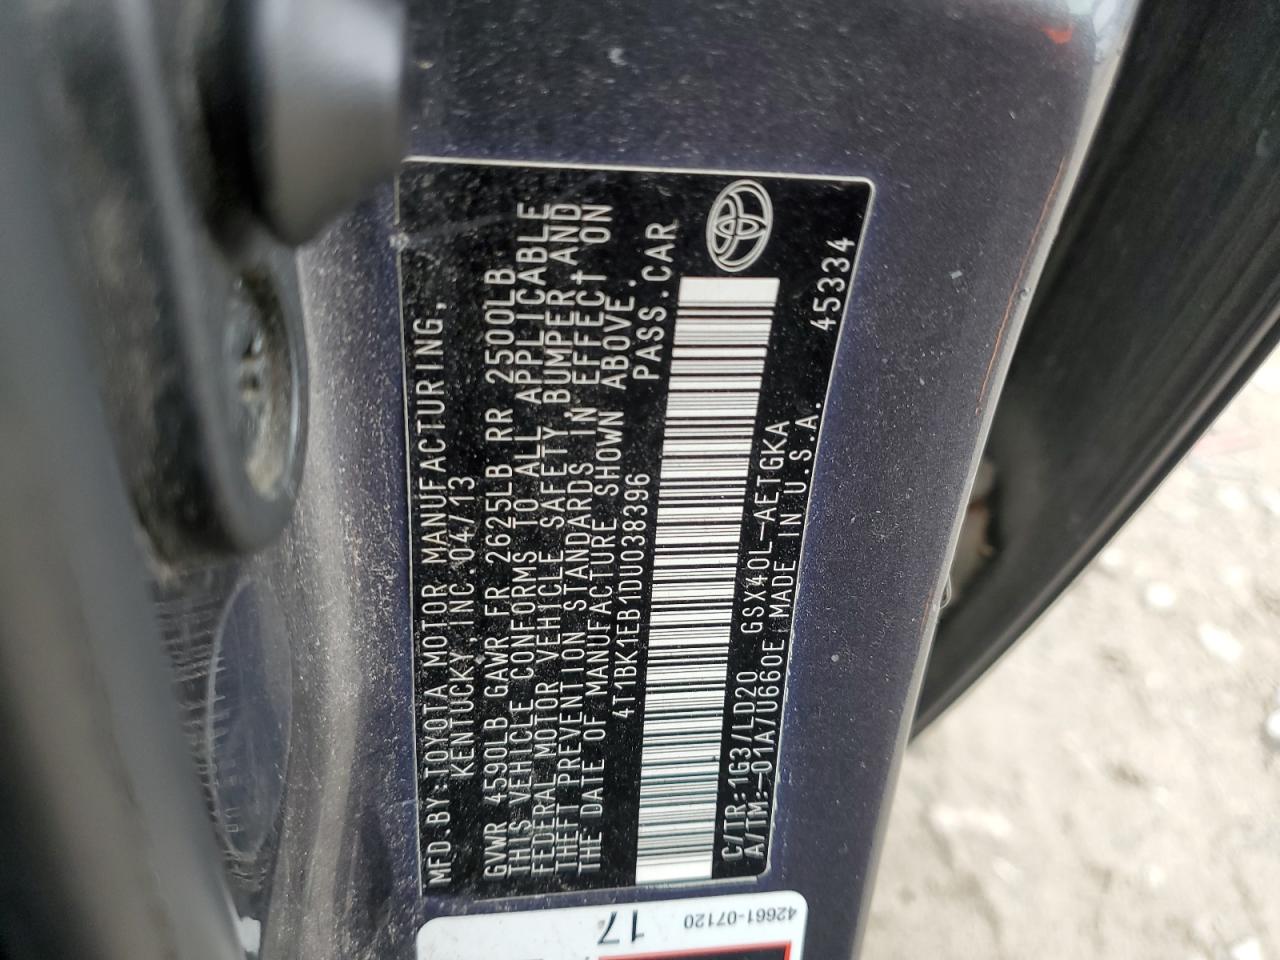 MFD.BY:TOYOTA MOTOR MANUFACTURING,
KENTUCKY, INC.04/13
GVWR 4590LB GAWR FR 2625LB RR 2500LB
THIS VEHICLE CONFORMS TO ALL APPLICABLE
FEDERAL MOTOR VEHICLE SAFETY,BUMPER,AND
THEFT PREVENTION STANDARDS IN EFFECT ON
THE DATE OF MANUFACTURE SHOWN ABOVE.
4T1BK1EB1DU038396 PASS.CAR
C/TR:1G3/LD20 GSX40L-AETGKA
A/TM:-01A/U660E MADE IN U.S.A.
45334
42661-07120
17